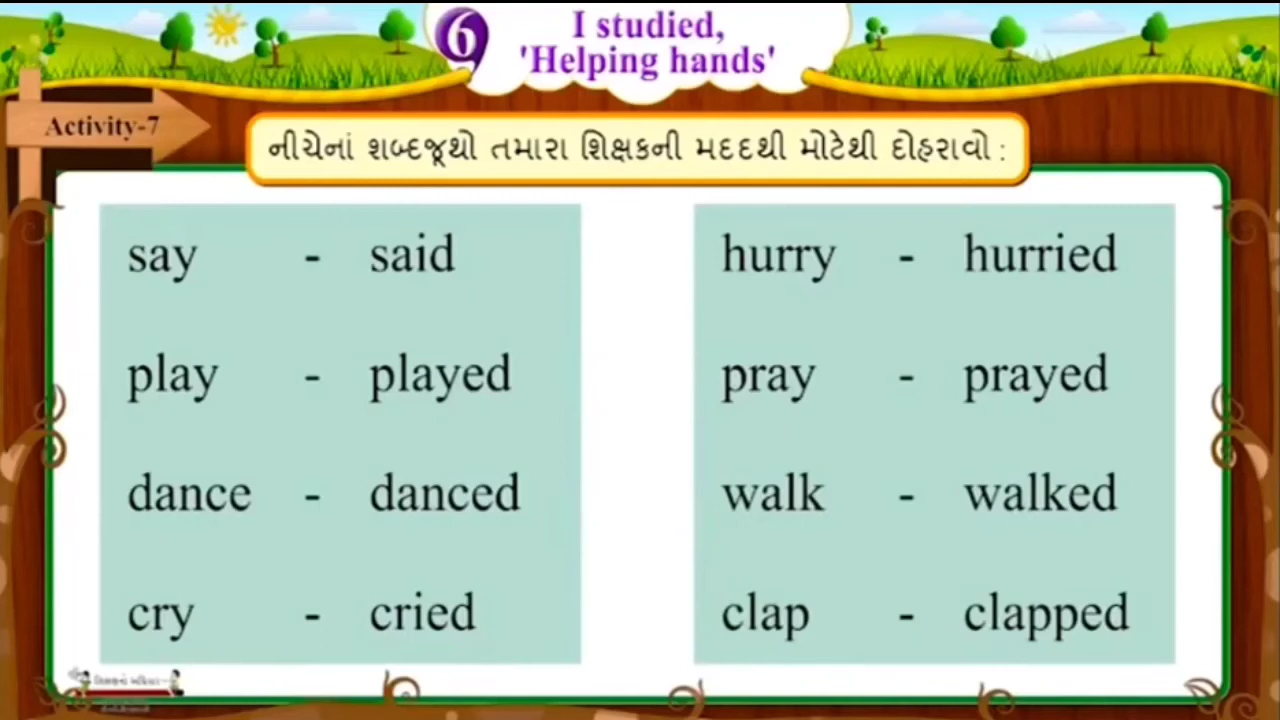 6
I studied,
'Helping hands'
Activity-7
નીચેનાં શબ્દજૂથો તમારા શિક્ષકની મદદથી મોટેથી દોહરાવો :
say - said
play - played
dance - danced
cry - cried
hurry - hurried
pray - prayed
walk - walked
clap - clapped